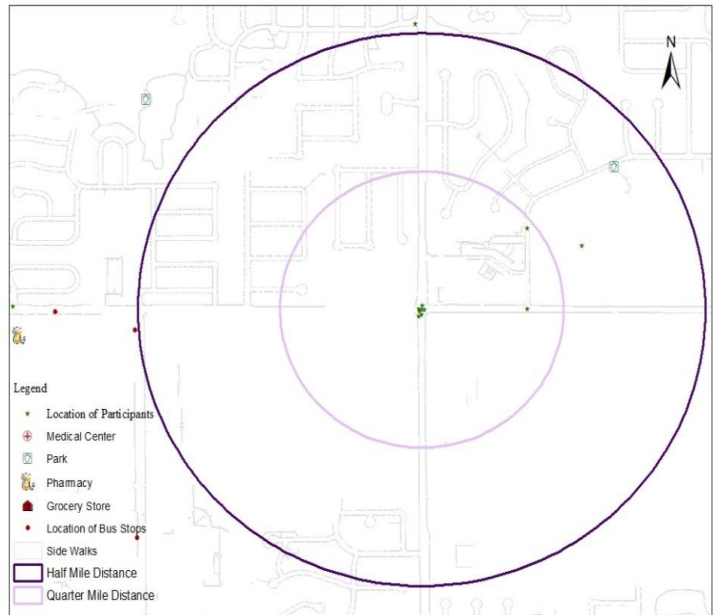 N
Legend
Location of Participants
Medical Center
Park
Pharmacy
Grocery Store
Location of Bus Stops
Side Walks
Half Mile Distance
Quarter Mile Distance